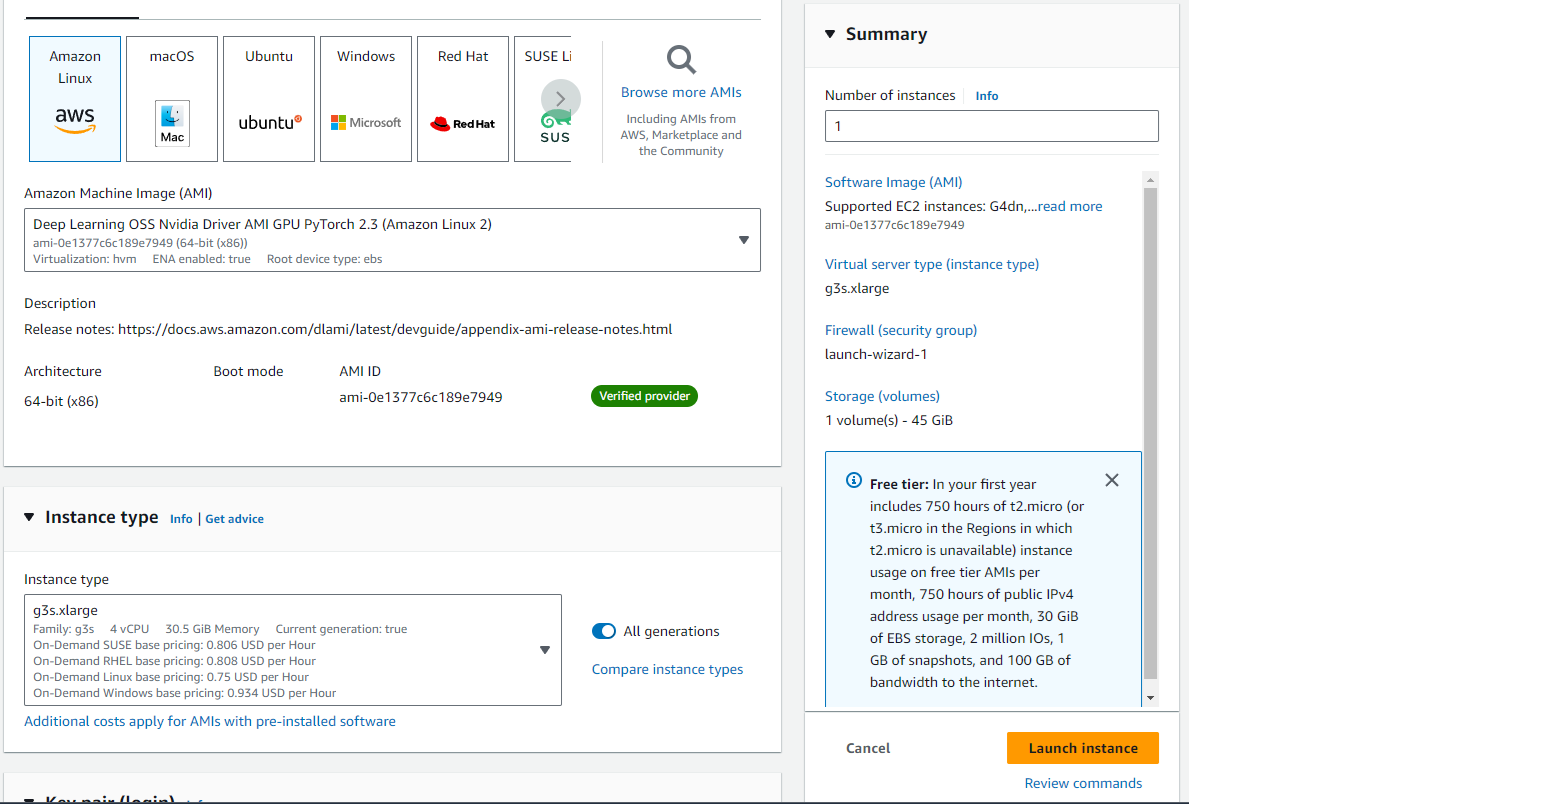 Amazon
Linux
aws
macOS
Mac
Ubuntu
ubuntu
Windows
Microsoft
Red Hat
Red Hat
SUSE Li
SUS
Browse more AMIs
Including AMIs from
AWS, Marketplace and
the Community
Amazon Machine Image (AMI)
Deep Learning OSS Nvidia Driver AMI GPU PyTorch 2.3 (Amazon Linux 2)
ami-0e1377c6c189e7949 (64-bit (x86))
Virtualization: hvm ENA enabled: true Root device type: ebs
Description
Release notes: https://docs.aws.amazon.com/dlami/latest/devguide/appendix-ami-release-notes.html
Architecture Boot mode AMI ID
64-bit (x86) ami-0e1377c6c189e7949 Verified provider
Instance type Info | Get advice
Instance type
g3s.xlarge
Family: g3s 4 vCPU 30.5 GiB Memory Current generation: true
On-Demand SUSE base pricing: 0.806 USD per Hour
On-Demand RHEL base pricing: 0.808 USD per Hour
On-Demand Linux base pricing: 0.75 USD per Hour
On-Demand Windows base pricing: 0.934 USD per Hour
All generations
Compare instance types
Additional costs apply for AMIs with pre-installed software
Key pair (login) Info
Summary
Number of instances Info
1
Software Image (AMI)
Supported EC2 instances: G4dn,...read more
ami-0e1377c6c189e7949
Virtual server type (instance type)
g3s.xlarge
Firewall (security group)
launch-wizard-1
Storage (volumes)
1 volume(s) - 45 GiB
Free tier: In your first year
includes 750 hours of t2.micro (or
t3.micro in the Regions in which
t2.micro is unavailable) instance
usage on free tier AMIs per
month, 750 hours of public IPv4
address usage per month, 30 GiB
of EBS storage, 2 million IOs, 1
GB of snapshots, and 100 GB of
bandwidth to the internet.
Cancel Launch instance
Review commands